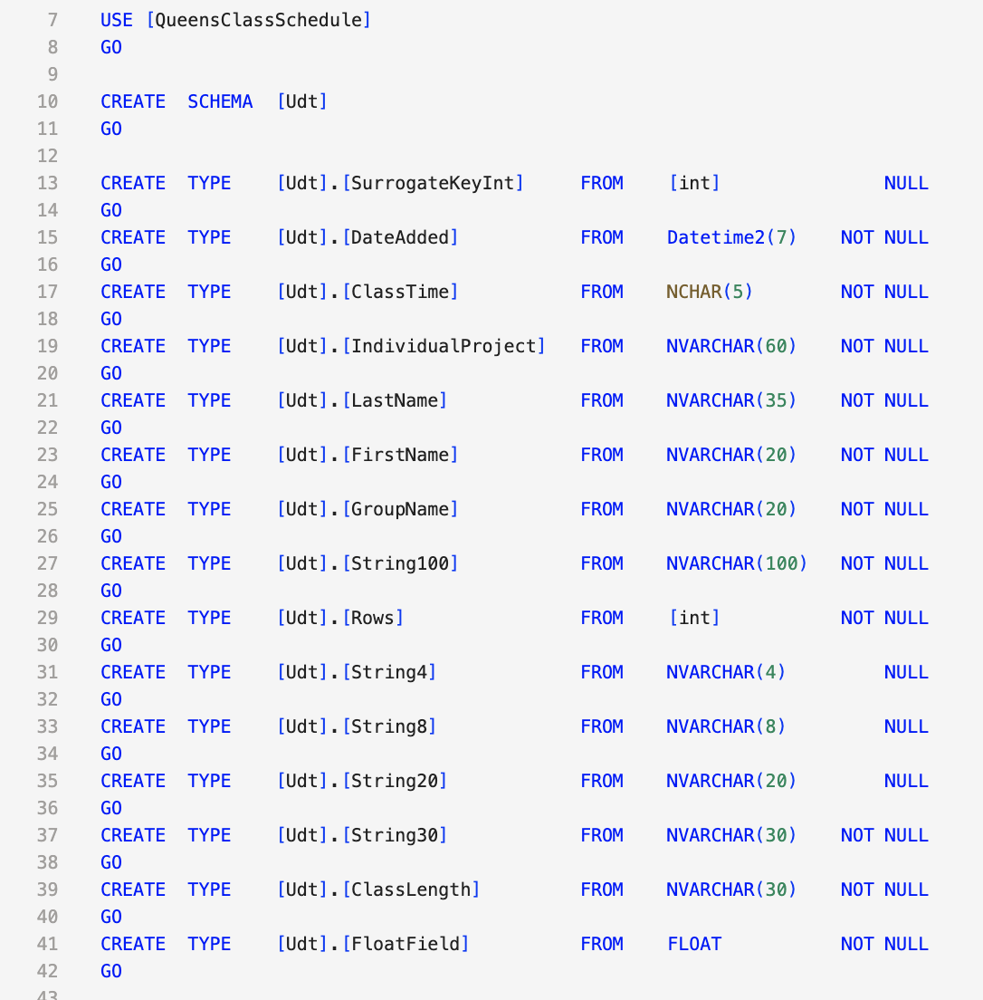 7 USE [QueensClassSchedule]
8 GO
9
10 CREATE SCHEMA [Udt]
11 GO
12
13 CREATE TYPE [Udt].[SurrogateKeyInt] FROM [int] NULL
14 GO
15 CREATE TYPE [Udt].[DateAdded] FROM Datetime2(7) NOT NULL
16 GO
17 CREATE TYPE [Udt].[ClassTime] FROM NCHAR(5) NOT NULL
18 GO
19 CREATE TYPE [Udt].[IndividualProject] FROM NVARCHAR(60) NOT NULL
20 GO
21 CREATE TYPE [Udt].[LastName] FROM NVARCHAR(35) NOT NULL
22 GO
23 CREATE TYPE [Udt].[FirstName] FROM NVARCHAR(20) NOT NULL
24 GO
25 CREATE TYPE [Udt].[GroupName] FROM NVARCHAR(20) NOT NULL
26 GO
27 CREATE TYPE [Udt].[String100] FROM NVARCHAR(100) NOT NULL
28 GO
29 CREATE TYPE [Udt].[Rows] FROM [int] NOT NULL
30 GO
31 CREATE TYPE [Udt].[String4] FROM NVARCHAR(4) NULL
32 GO
33 CREATE TYPE [Udt].[String8] FROM NVARCHAR(8) NULL
34 GO
35 CREATE TYPE [Udt].[String20] FROM NVARCHAR(20) NULL
36 GO
37 CREATE TYPE [Udt].[String30] FROM NVARCHAR(30) NOT NULL
38 GO
39 CREATE TYPE [Udt].[ClassLength] FROM NVARCHAR(30) NOT NULL
40 GO
41 CREATE TYPE [Udt].[FloatField] FROM FLOAT NOT NULL
42 GO
43